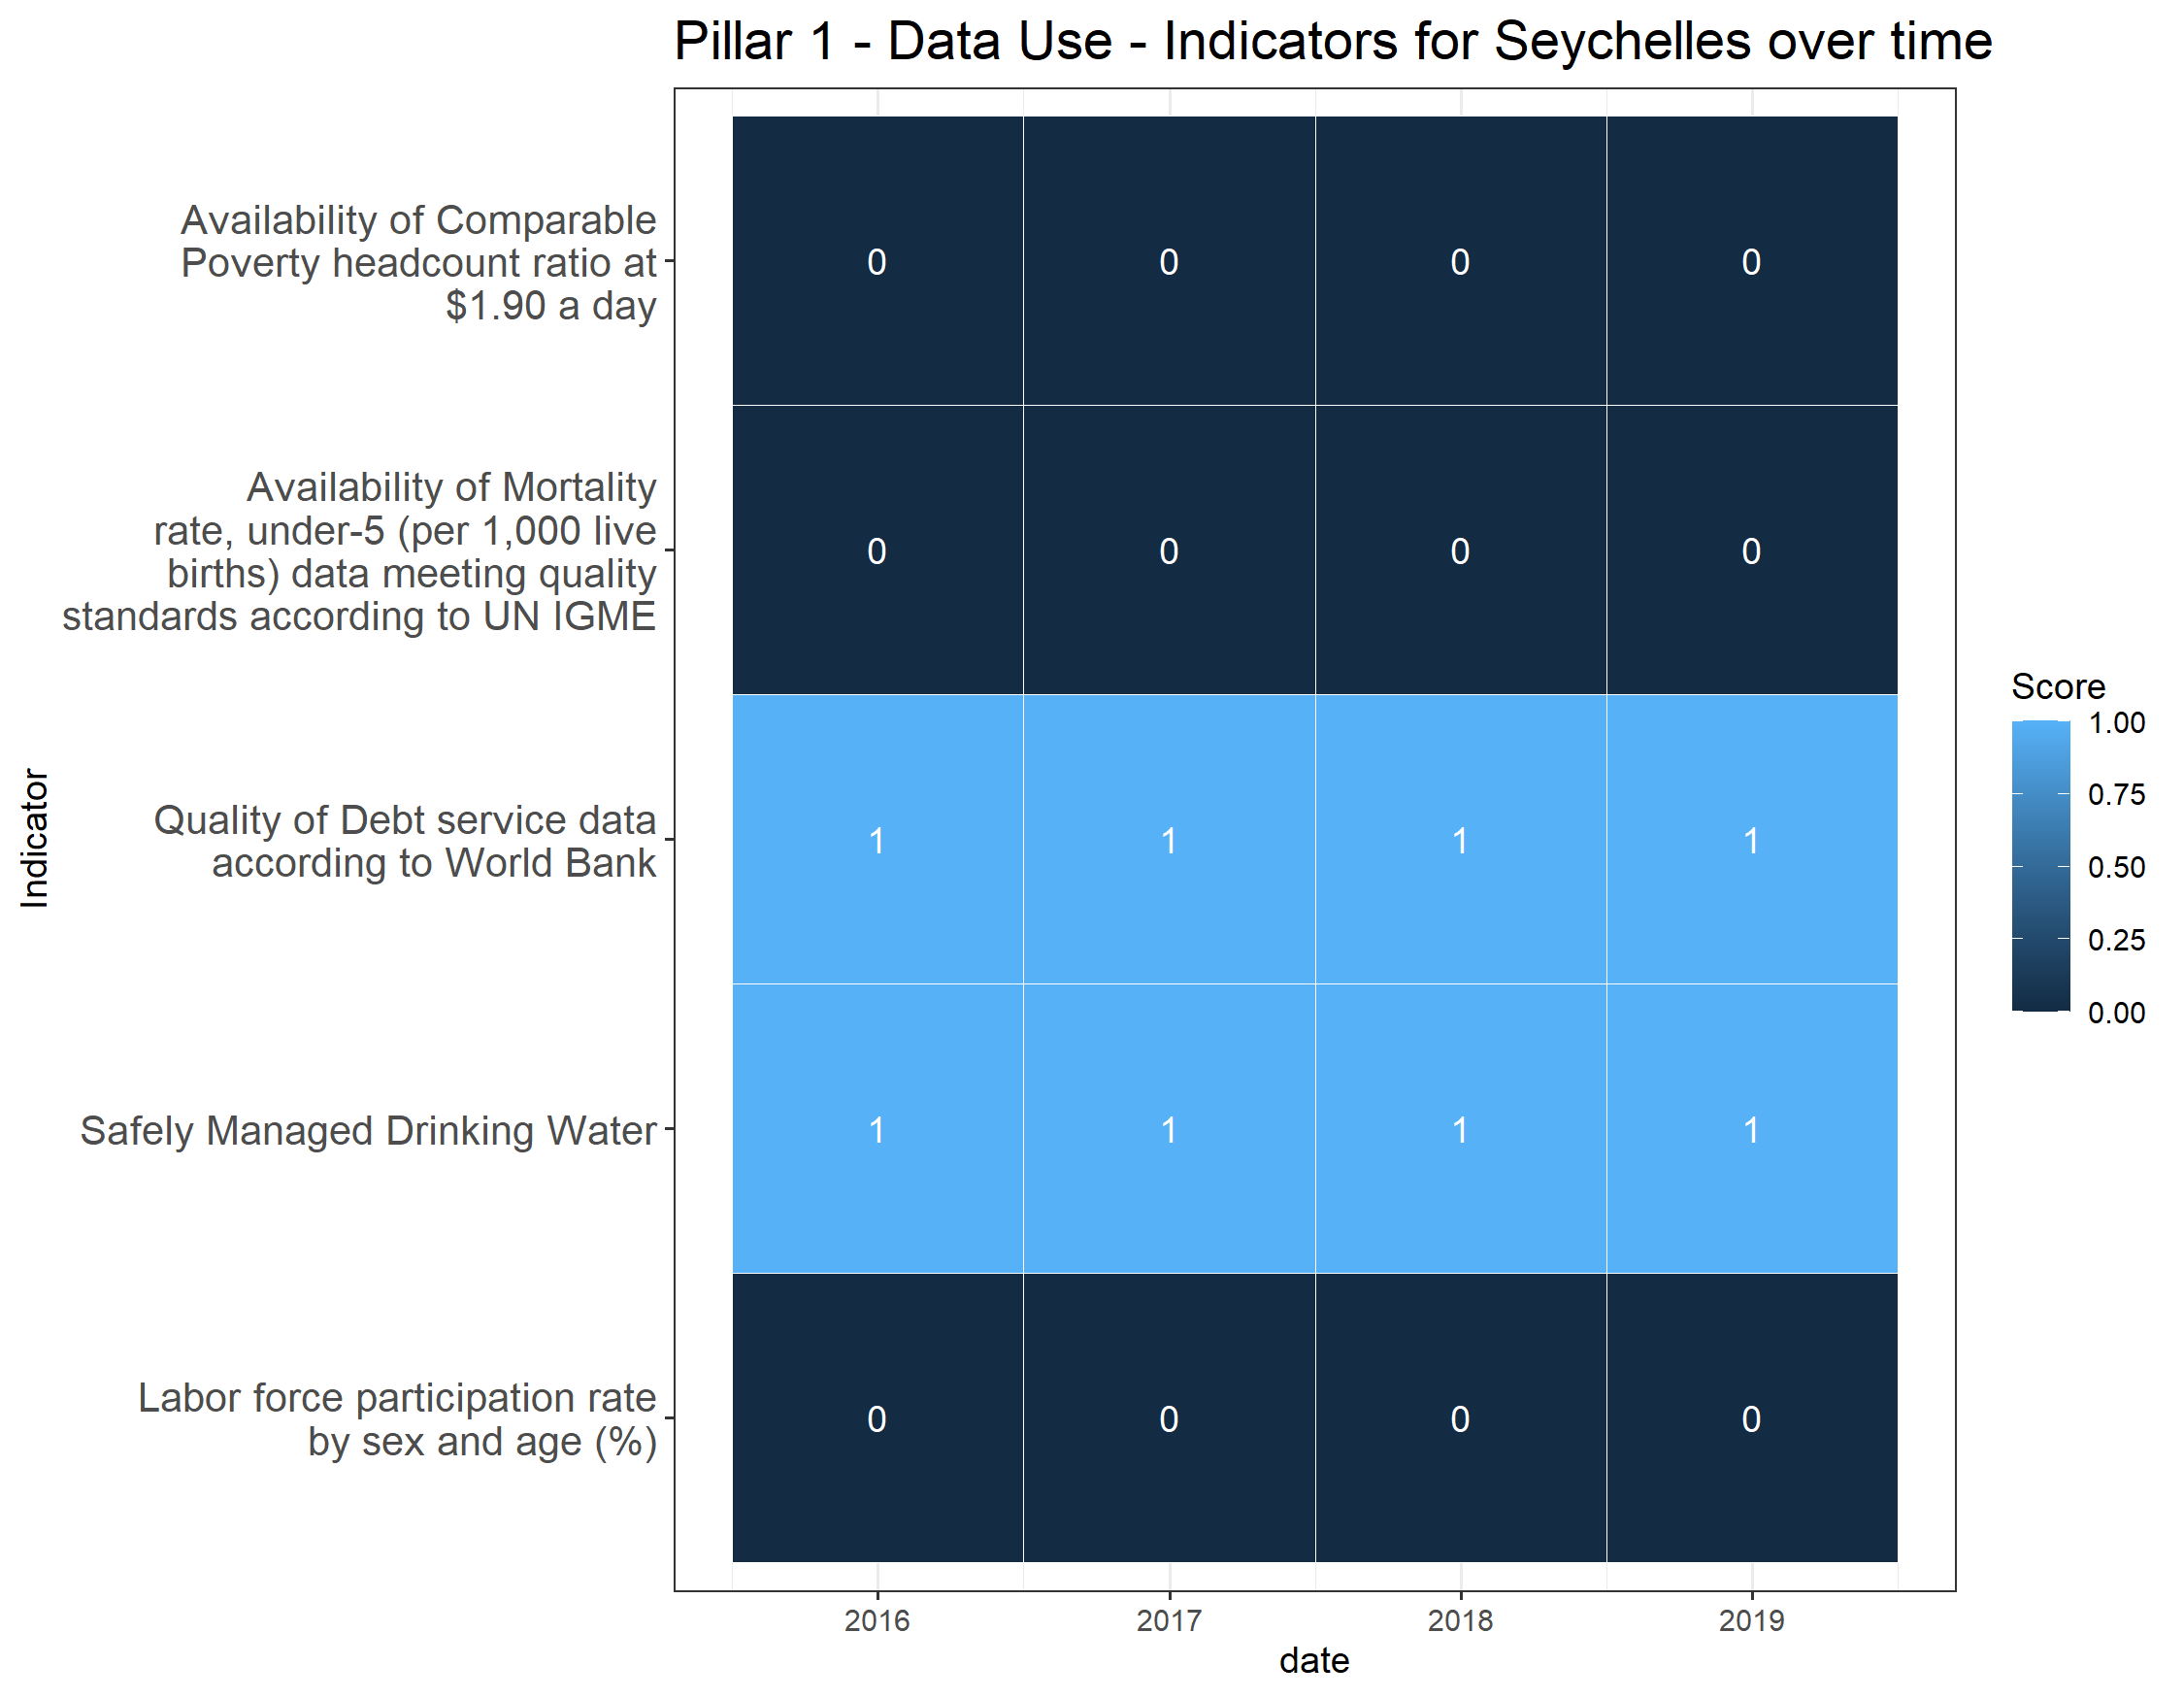 Pillar 1 - Data Use - Indicators for Seychelles over time
Indicator
Availability of Comparable
Poverty headcount ratio at
$1.90 a day
0 0 0 0
Availability of Mortality
rate, under-5 (per 1,000 live
births) data meeting quality
standards according to UN IGME
0 0 0 0
Quality of Debt service data
according to World Bank
1 1 1 1
Safely Managed Drinking Water
1 1 1 1
Labor force participation rate
by sex and age (%)
0 0 0 0
2016 2017 2018 2019
date
Score
1.00
0.75
0.50
0.25
0.00